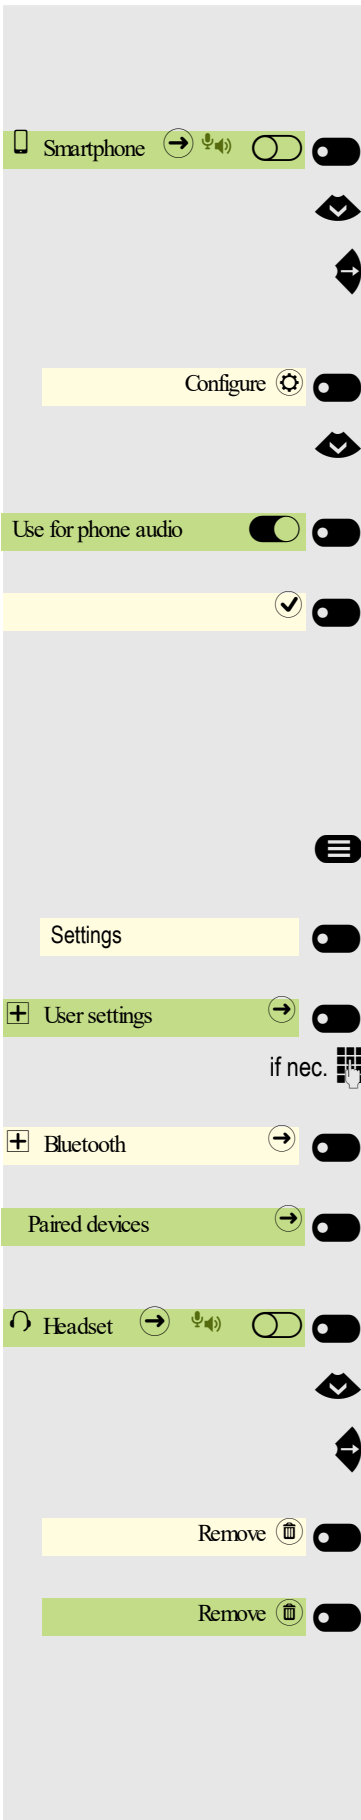 Smartphone
Configure
Use for phone audio
Settings
User settings
if nec.
Bluetooth
Paired devices
Headset
Remove
Remove